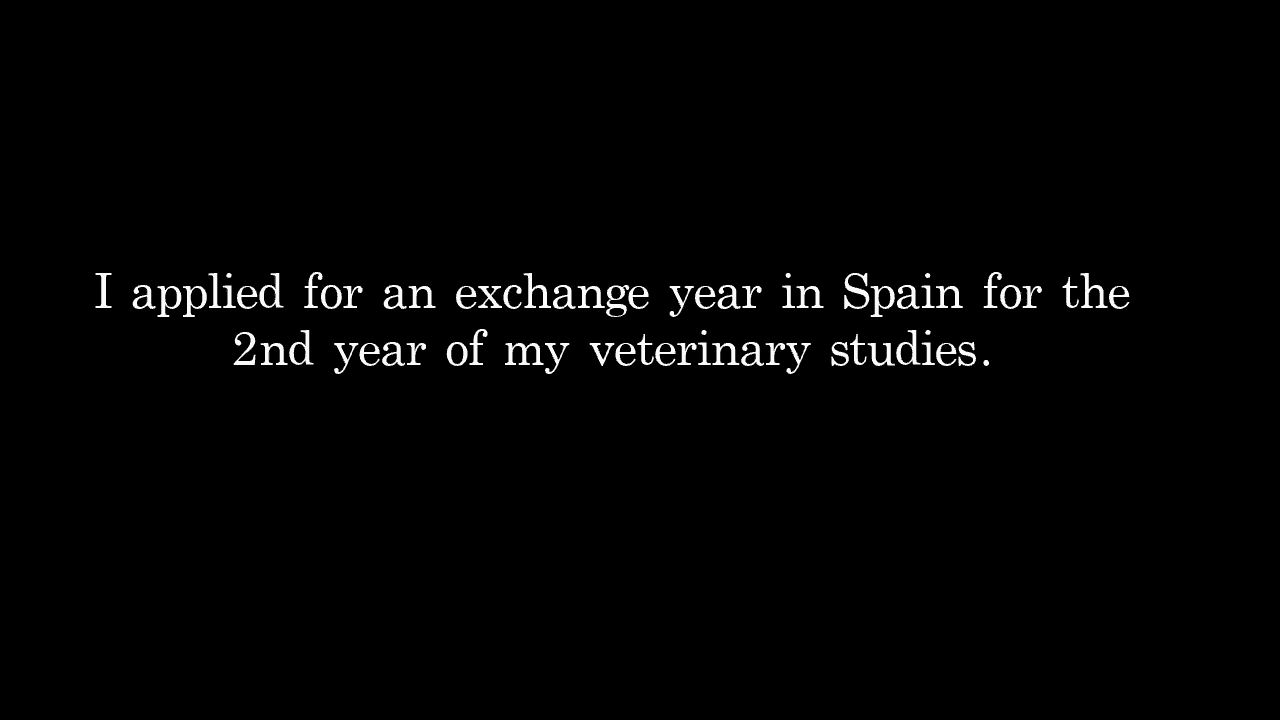 I applied for an exchange year in Spain for the
2nd year of my veterinary studies.